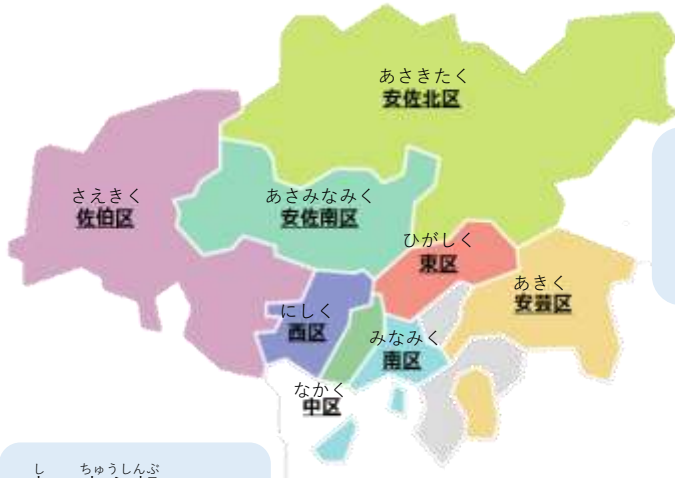 あさきたく
安佐北区
さえきく
佐伯区
あさみなみく
安佐南区
ひがしく
東区
あきく
安芸区
にしく
西区
みなみく
南区
なかく
中区
し ちゅうしんぶ